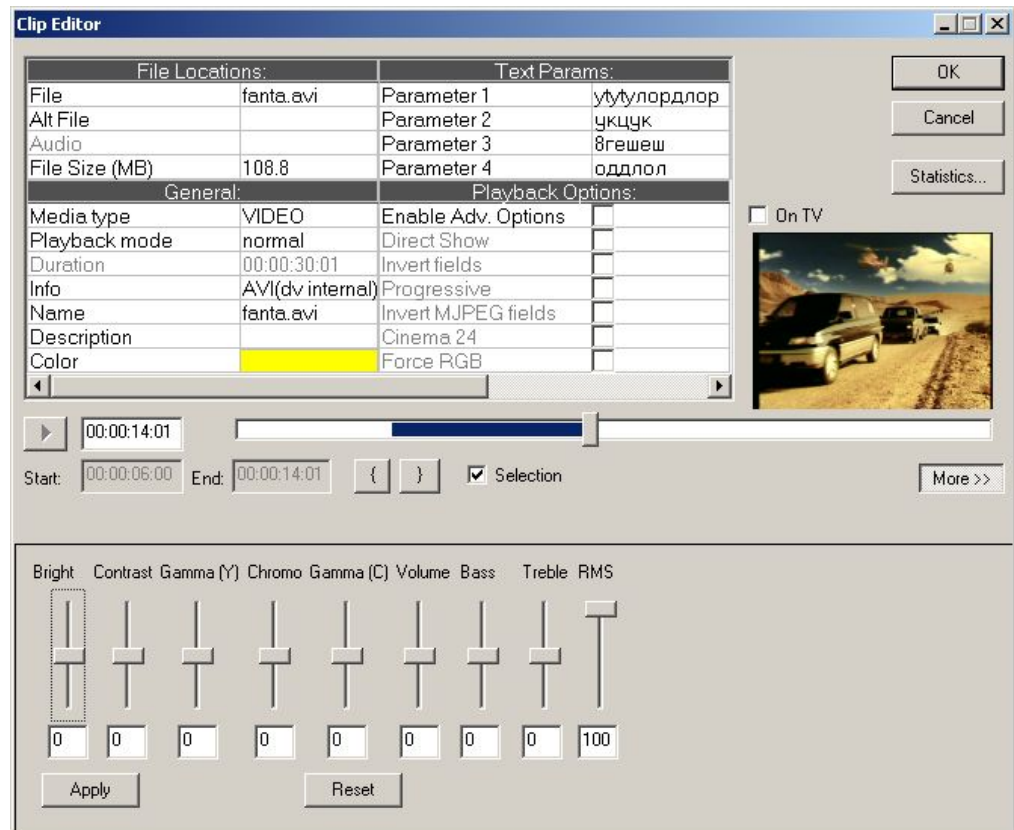 Clip Editor
File Locations: Text Params:
File fanta.avi Parameter 1 уtуtулордлор
Alt File Parameter 2 укцук
Audio Parameter 3 8гешеш
File Size (MB) 108.8 Parameter 4 оддлол
General: Playback Options:
Media type VIDEO Enable Adv. Options
Playback mode normal Direct Show
Duration 00:00:30:01 Invert fields
Info AVI(dv internal) Progressive
Name fanta.avi Invert MJPEG fields
Description Cinema 24
Color Force RGB
OK
Cancel
Statistics...
On TV
00:00:14:01
Start: 00:00:06:00 End: 00:00:14:01 { } Selection More >>
Bright Contrast Gamma (Y) Chromo Gamma (C) Volume Bass Treble RMS
0 0 0 0 0 0 0 0 100
Apply Reset